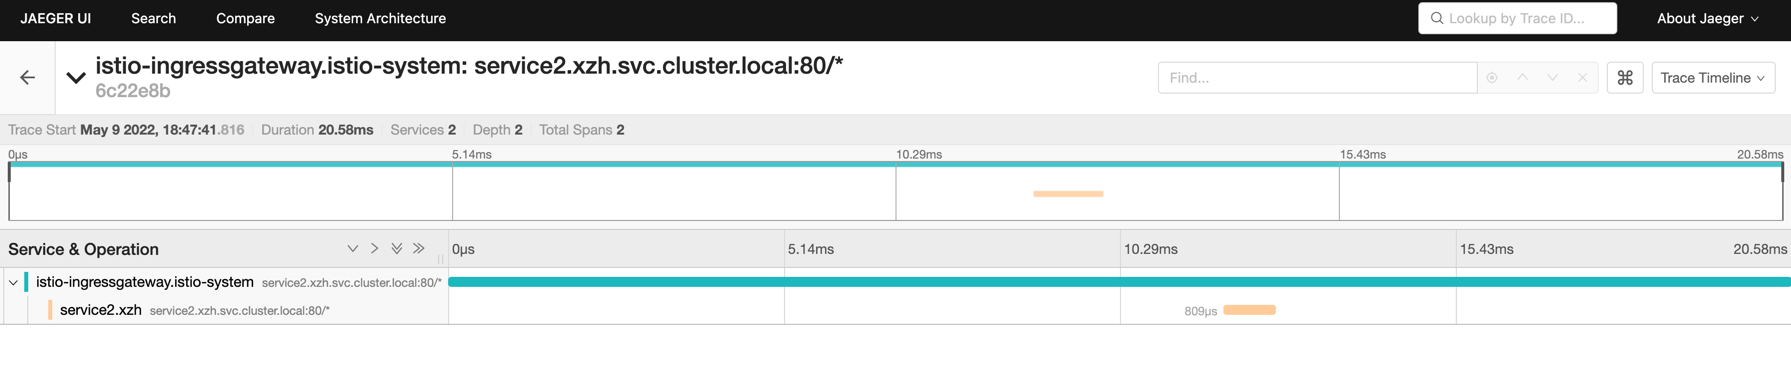 JAEGER UI Search Compare System Architecture Lookup by Trace ID... About Jaeger
istio-ingressgateway.istio-system: service2.xzh.svc.cluster.local:80/*
6c22e8b
Find...
Trace Timeline
Trace Start May 9 2022, 18:47:41.816 Duration 20.58ms Services 2 Depth 2 Total Spans 2
0μs 5.14ms 10.29ms 15.43ms 20.58ms
Service & Operation 0μs 5.14ms 10.29ms 15.43ms 20.58ms
istio-ingressgateway.istio-system service2.xzh.svc.cluster.local:80/*
service2.xzh service2.xzh.svc.cluster.local:80/* 809μs